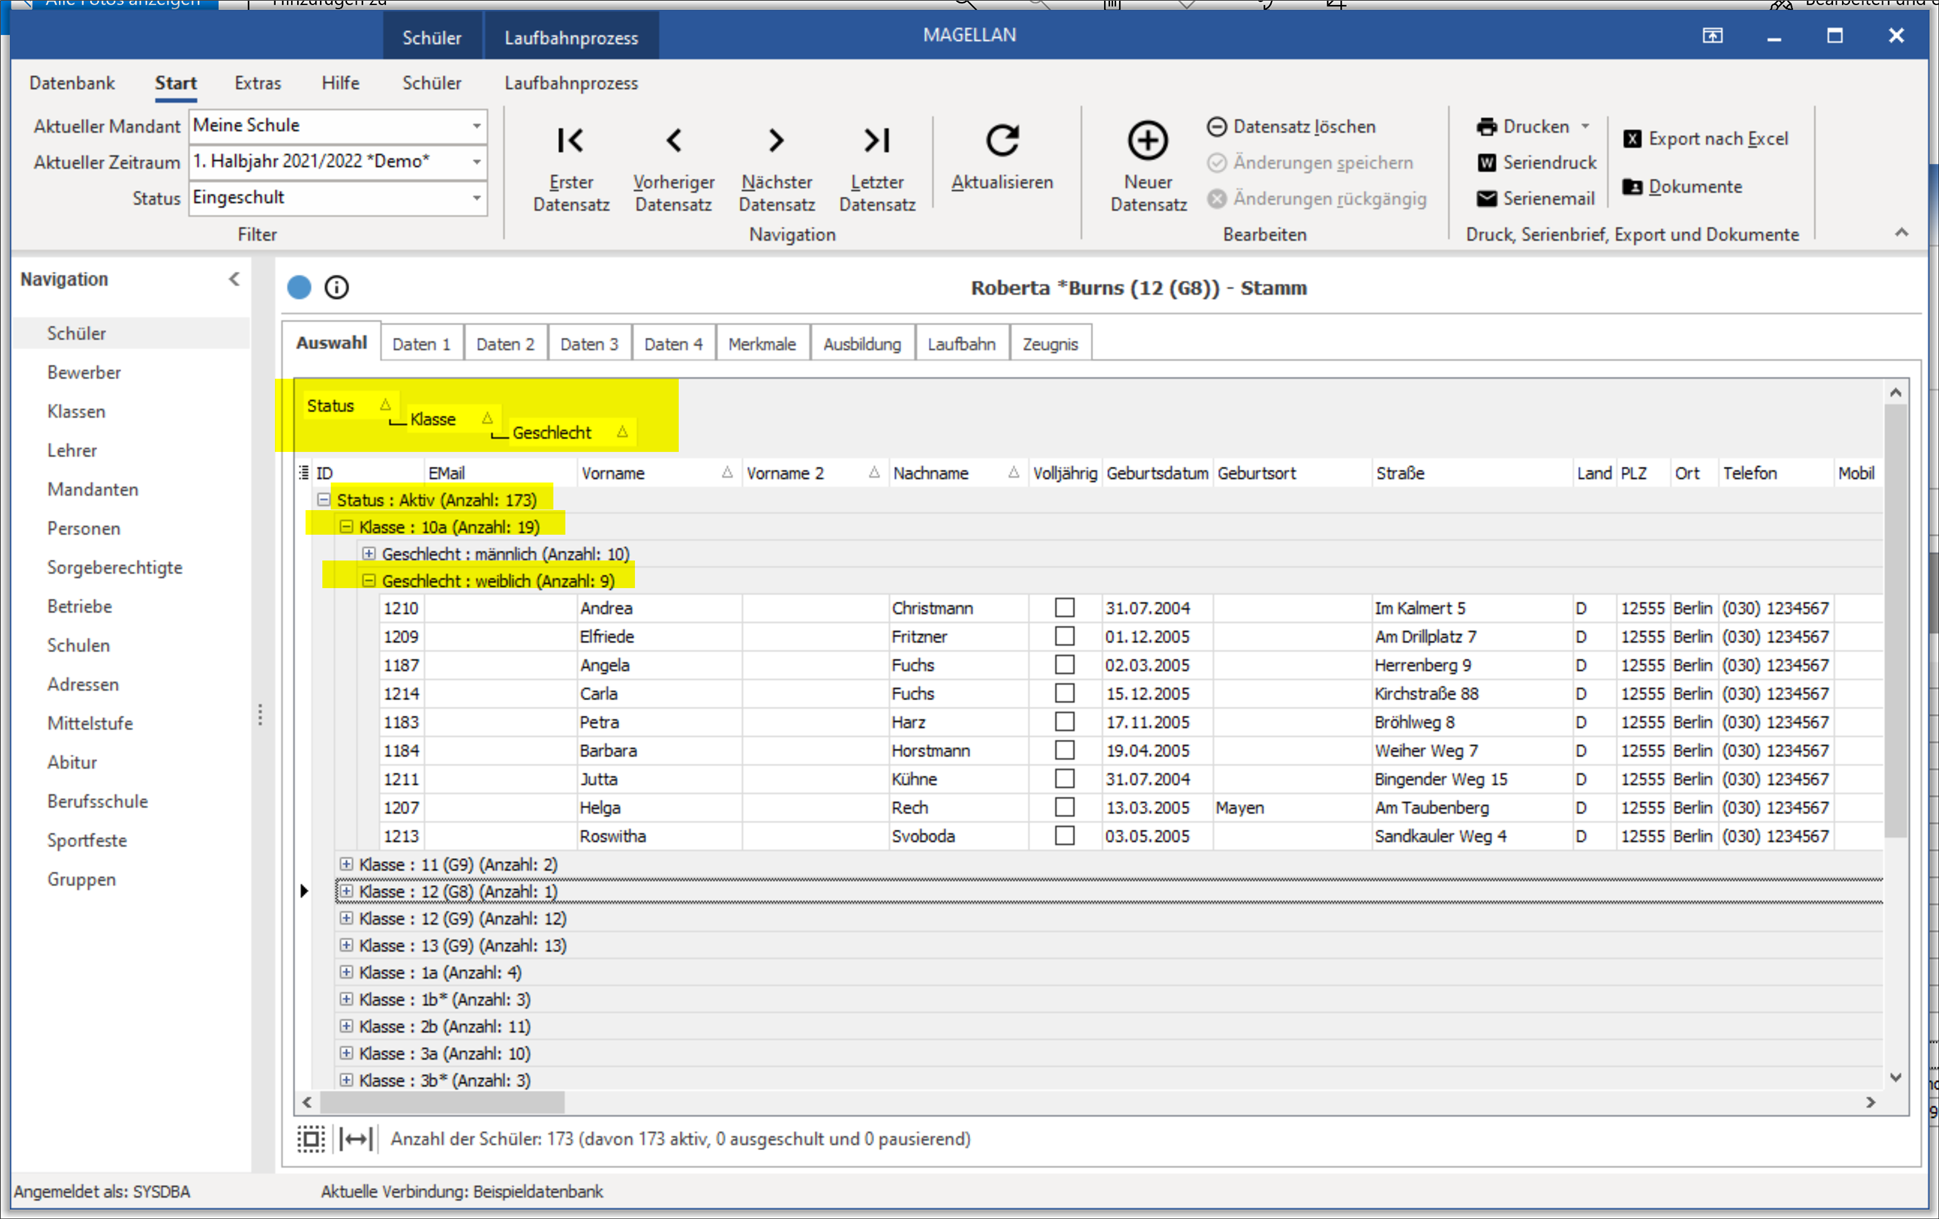 Alle Fotos anzeigen
Hinzufügen zu
Schüler Laufbahnprozess MAGELLAN
Datenbank Start Extras Hilfe Schüler Laufbahnprozess
Aktueller Mandant Meine Schule
Aktueller Zeitraum 1. Halbjahr 2021/2022 *Demo*
Status Eingeschult
Filter
Erster Datensatz
Vorheriger Datensatz
Nächster Datensatz
Letzter Datensatz
Aktualisieren
Navigation
Neuer Datensatz
Datensatz löschen
Änderungen speichern
Änderungen rückgängig
Bearbeiten
Drucken
Seriendruck
Serienemail
Export nach Excel
Dokumente
Druck, Serienbrief, Export und Dokumente
Navigation
Schüler
Bewerber
Klassen
Lehrer
Mandanten
Personen
Sorgeberechtigte
Betriebe
Schulen
Adressen
Mittelstufe
Abitur
Berufsschule
Sportfeste
Gruppen
Roberta *Burns (12 (G8)) - Stamm
Auswahl Daten 1 Daten 2 Daten 3 Daten 4 Merkmale Ausbildung Laufbahn Zeugnis
Status
Klasse
Geschlecht
ID EMail Vorname Vorname 2 Nachname Volljährig Geburtsdatum Geburtsort Straße Land PLZ Ort Telefon Mobil
Status : Aktiv (Anzahl: 173)
Klasse : 10a (Anzahl: 19)
Geschlecht : männlich (Anzahl: 10)
Geschlecht : weiblich (Anzahl: 9)
1210 Andrea Christmann 31.07.2004 Im Kalmert 5 D 12555 Berlin (030) 1234567
1209 Elfriede Fritzner 01.12.2005 Am Drillplatz 7 D 12555 Berlin (030) 1234567
1187 Angela Fuchs 02.03.2005 Herrenberg 9 D 12555 Berlin (030) 1234567
1214 Carla Fuchs 15.12.2005 Kirchstraße 88 D 12555 Berlin (030) 1234567
1183 Petra Harz 17.11.2005 Bröhlweg 8 D 12555 Berlin (030) 1234567
1184 Barbara Horstmann 19.04.2005 Weiher Weg 7 D 12555 Berlin (030) 1234567
1211 Jutta Kühne 31.07.2004 Bingender Weg 15 D 12555 Berlin (030) 1234567
1207 Helga Rech 13.03.2005 Mayen Am Taubenberg D 12555 Berlin (030) 1234567
1213 Roswitha Svoboda 03.05.2005 Sandkauler Weg 4 D 12555 Berlin (030) 1234567
Klasse : 11 (G9) (Anzahl: 2)
Klasse : 12 (G8) (Anzahl: 1)
Klasse : 12 (G9) (Anzahl: 12)
Klasse : 13 (G9) (Anzahl: 13)
Klasse : 1a (Anzahl: 4)
Klasse : 1b* (Anzahl: 3)
Klasse : 2b (Anzahl: 11)
Klasse : 3a (Anzahl: 10)
Klasse : 3b* (Anzahl: 3)
Anzahl der Schüler: 173 (davon 173 aktiv, 0 ausgeschult und 0 pausierend)
Angemeldet als: SYSDBA Aktuelle Verbindung: Beispieldatenbank